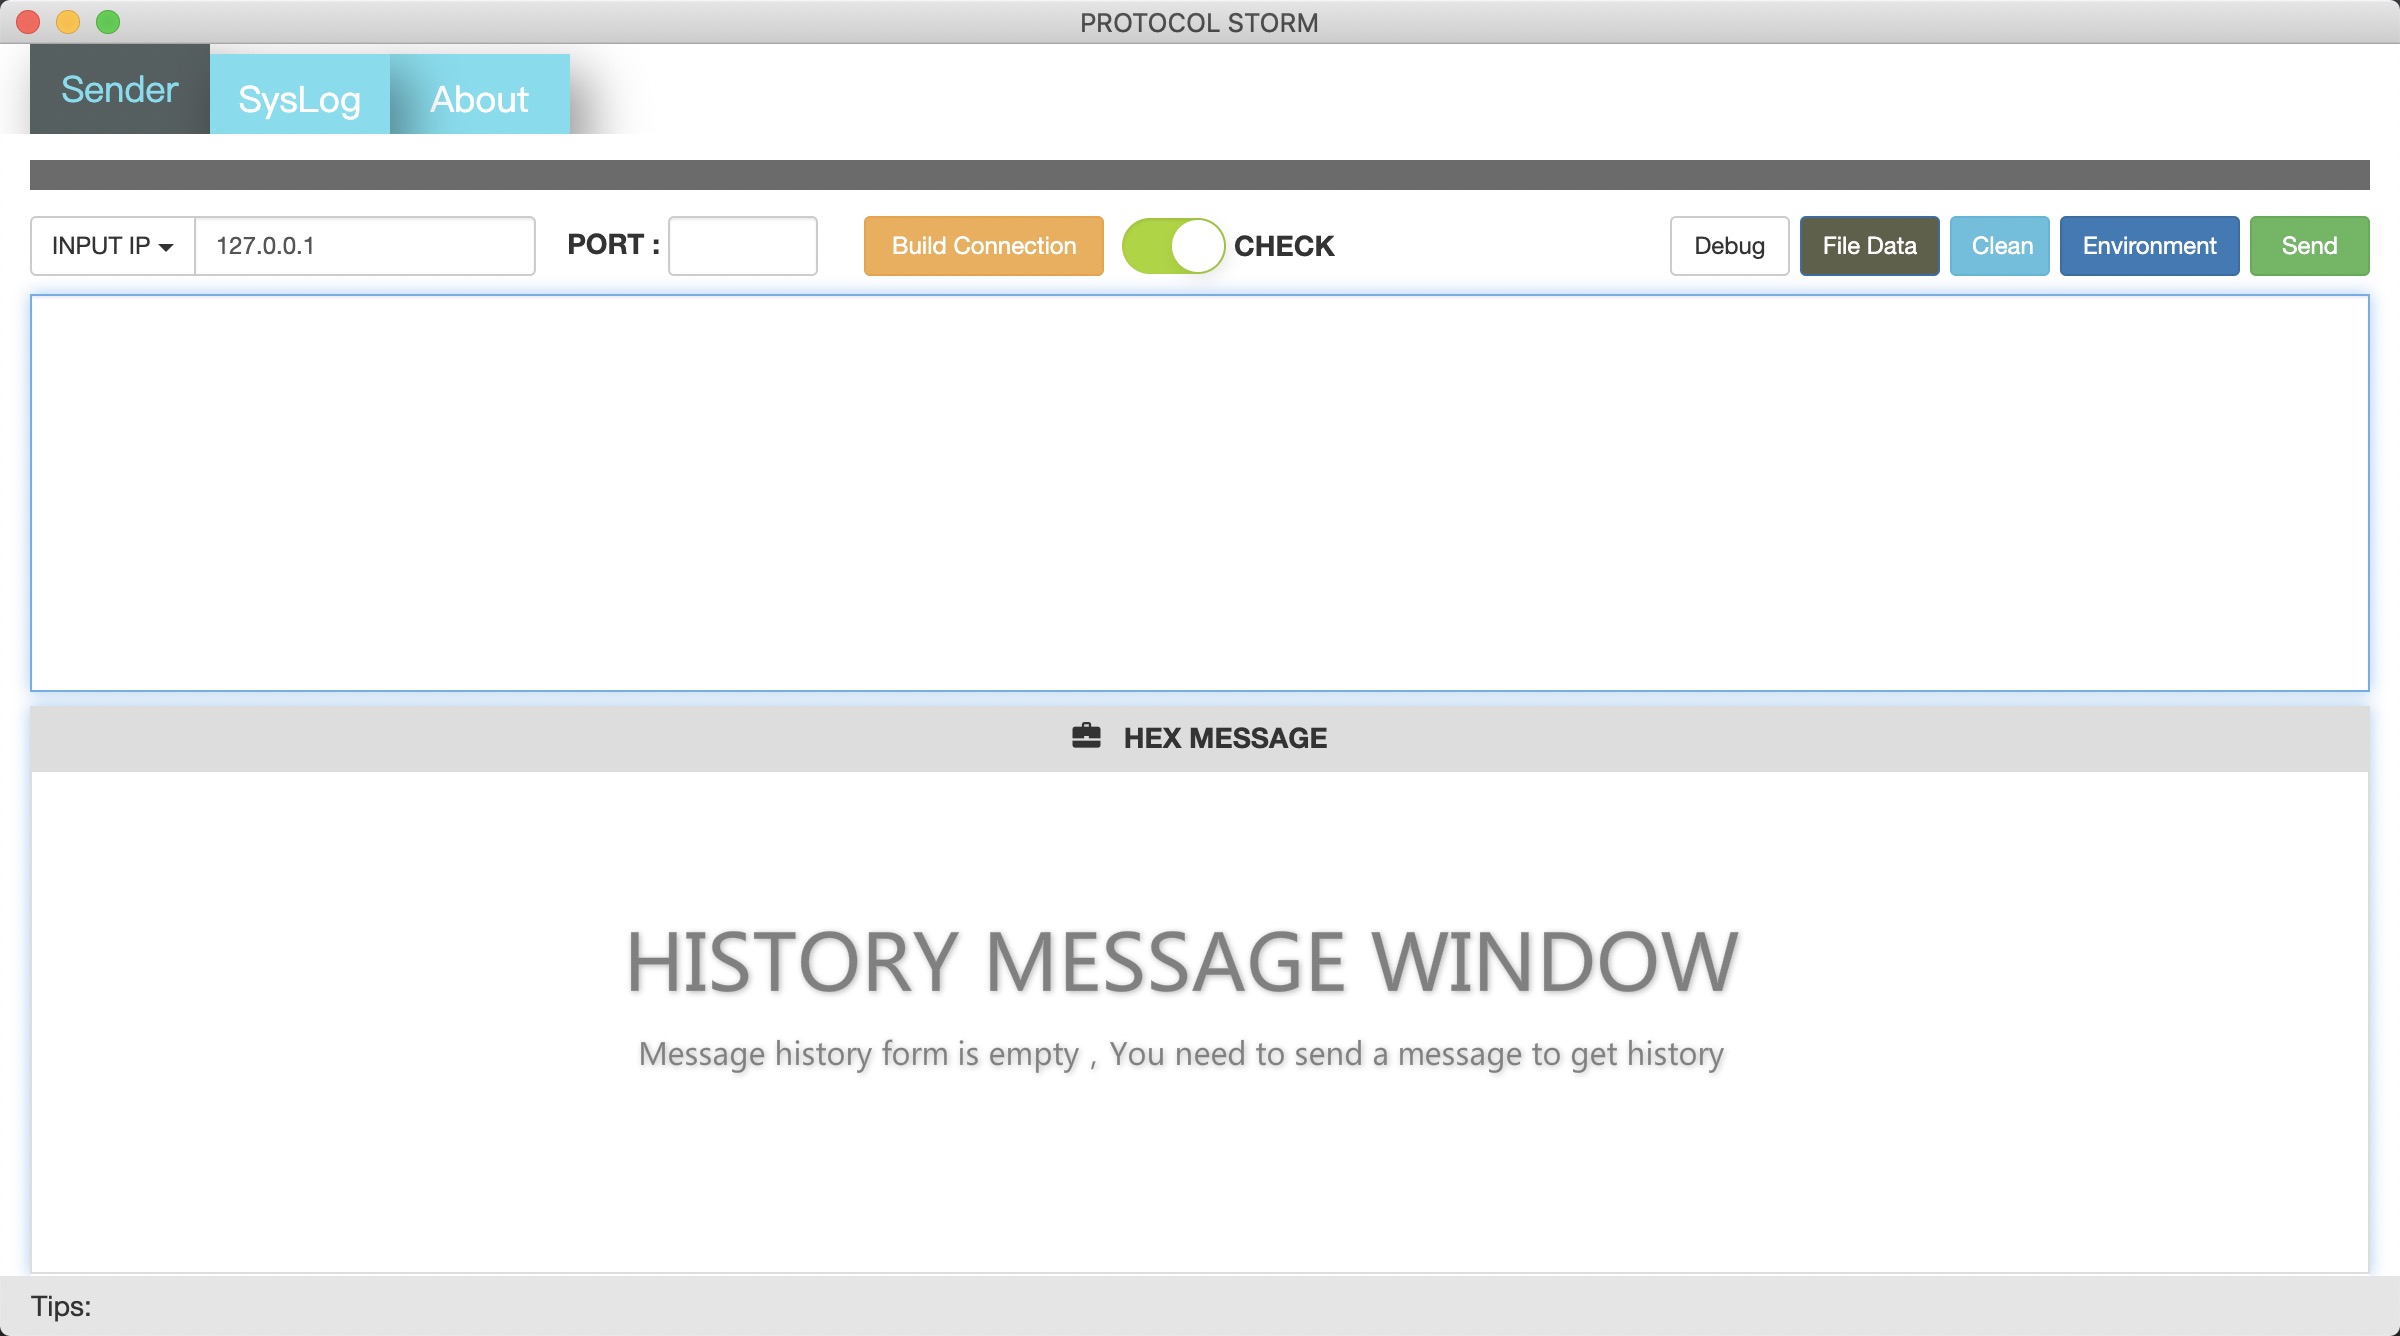 PROTOCOL STORM
Sender SysLog About
INPUT IP 127.0.0.1 PORT : Build Connection CHECK Debug File Data Clean Environment Send
HEX MESSAGE
HISTORY MESSAGE WINDOW
Message history form is empty , You need to send a message to get history
Tips: